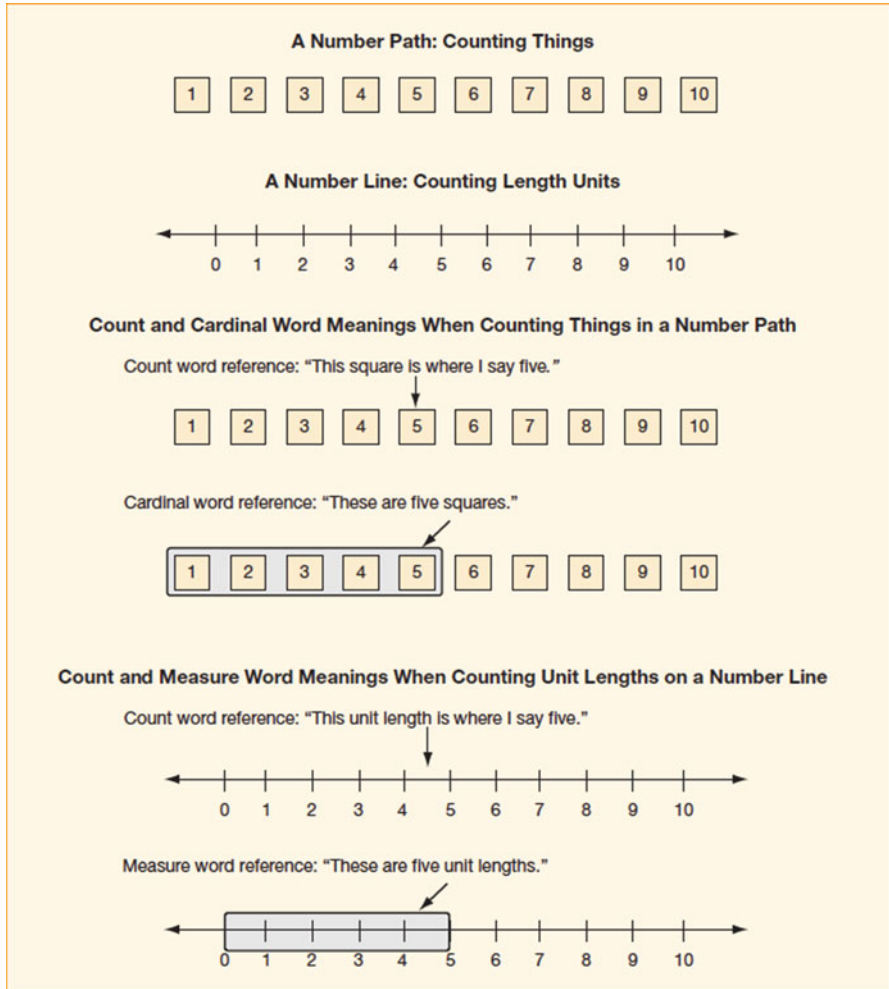 A Number Path: Counting Things
1 2 3 4 5 6 7 8 9 10
A Number Line: Counting Length Units
0 1 2 3 4 5 6 7 8 9 10
Count and Cardinal Word Meanings When Counting Things in a Number Path
Count word reference: “This square is where I say five.”
1 2 3 4 5 6 7 8 9 10
Cardinal word reference: “These are five squares.”
1 2 3 4 5 6 7 8 9 10
Count and Measure Word Meanings When Counting Unit Lengths on a Number Line
Count word reference: “This unit length is where I say five.”
0 1 2 3 4 5 6 7 8 9 10
Measure word reference: “These are five unit lengths.”
0 1 2 3 4 5 6 7 8 9 10